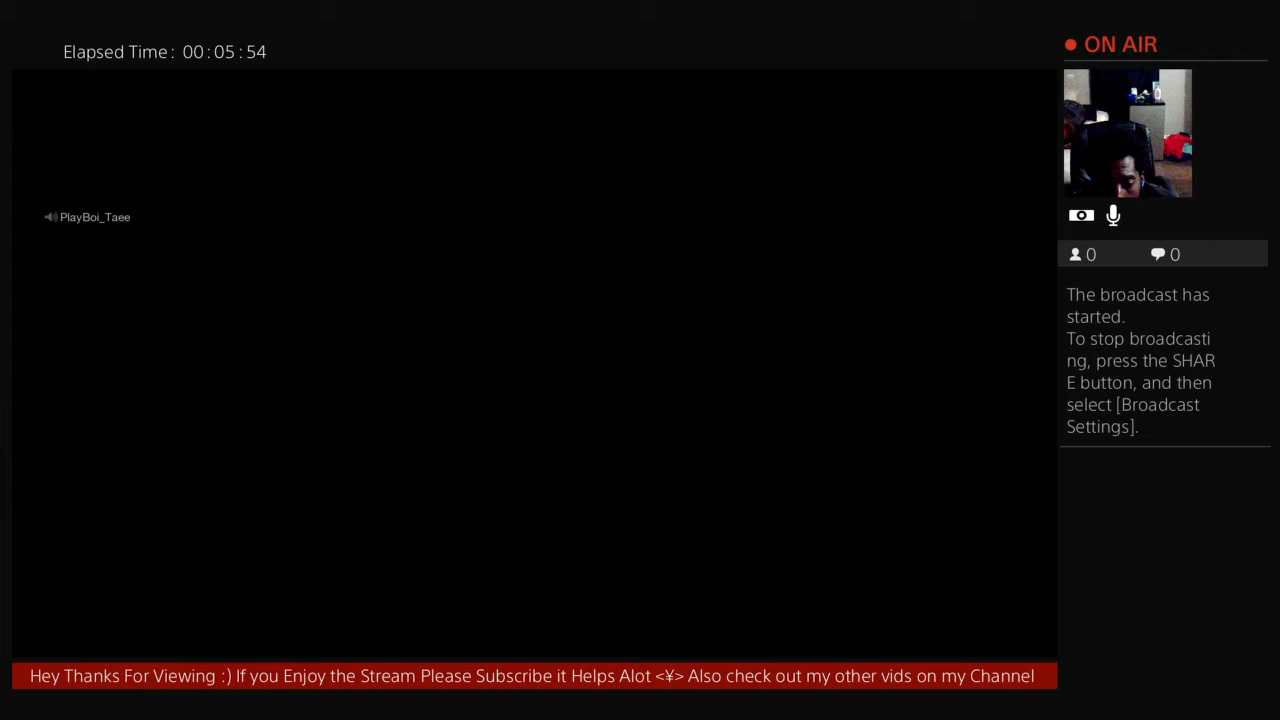 Elapsed Time: 00:05:54
ON AIR
PlayBoi_Taee
0 0
The broadcast has
started.
To stop broadcasti
ng, press the SHAR
E button, and then
select [Broadcast
Settings].
Hey Thanks For Viewing :) If you Enjoy the Stream Please Subscribe it Helps Alot <¥> Also check out my other vids on my Channel